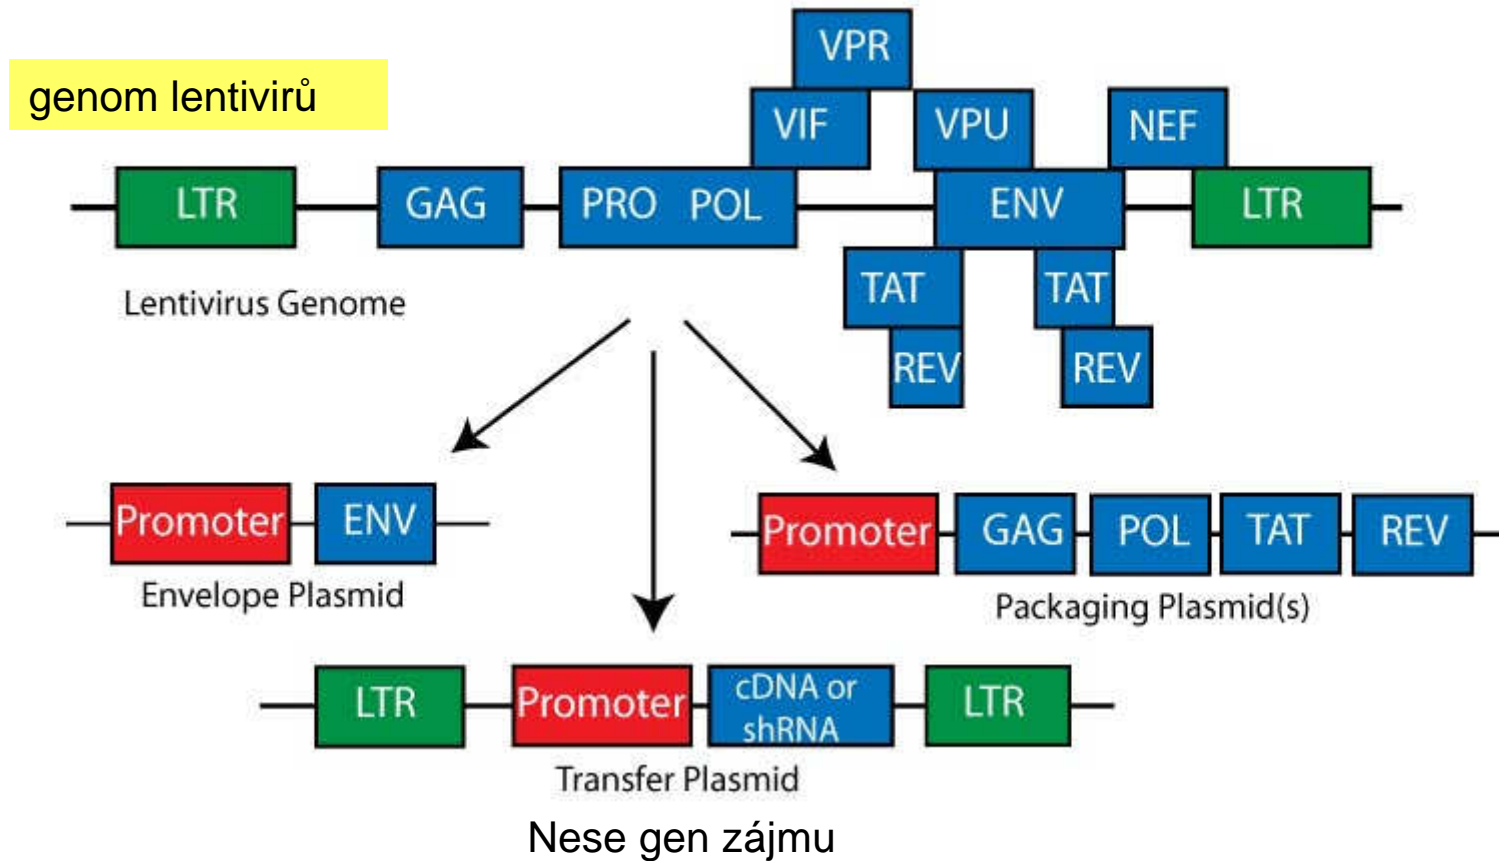 genom lentivirů
VPR
VIF
VPU
NEF
LTR
GAG
PRO POL
ENV
LTR
TAT
TAT
REV
REV
Lentivirus Genome
Promoter
ENV
Envelope Plasmid
Promoter
GAG
POL
TAT
REV
Packaging Plasmid(s)
LTR
Promoter
cDNA or
shRNA
LTR
Transfer Plasmid
Nese gen zájmu